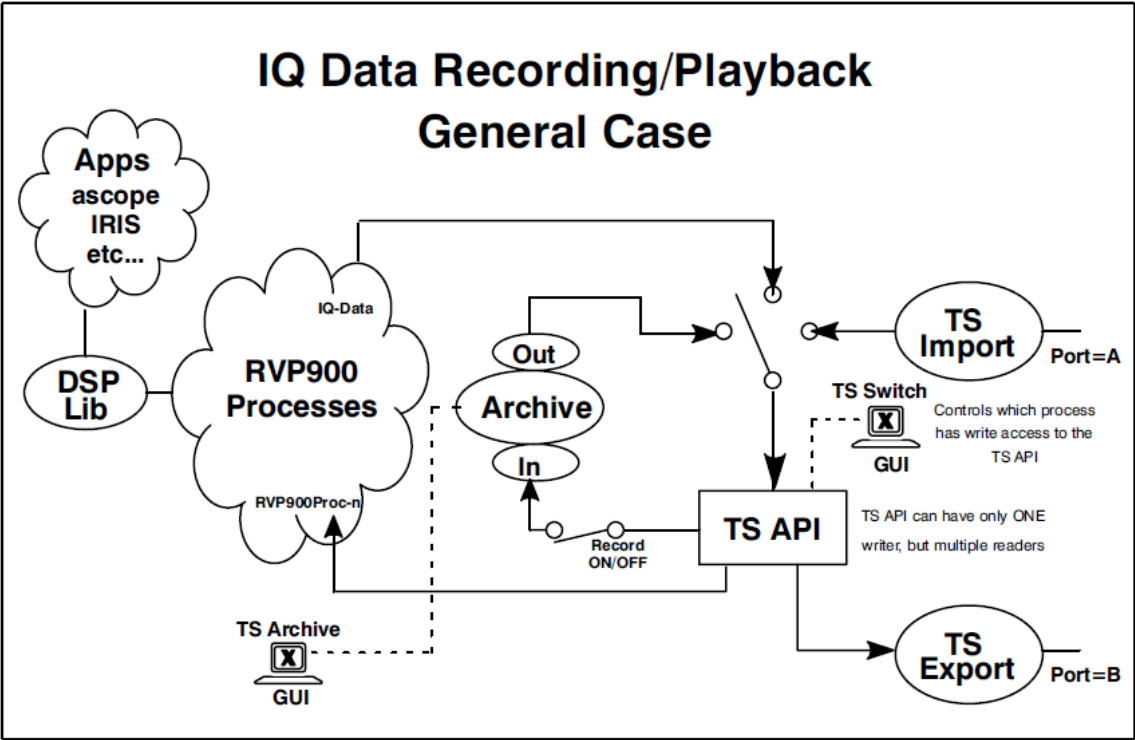 IQ Data Recording/Playback
General Case
Apps
ascope
IRIS
etc...
DSP
Lib
IQ-Data
RVP900
Processes
RVP900Proc-n
Out
Archive
In
Record
ON/OFF
TS
Import
Port=A
TS Switch
X
GUI
Controls which process
has write access to the
TS API
TS API
TS API can have only ONE
writer, but multiple readers
TS Archive
X
GUI
TS
Export
Port=B